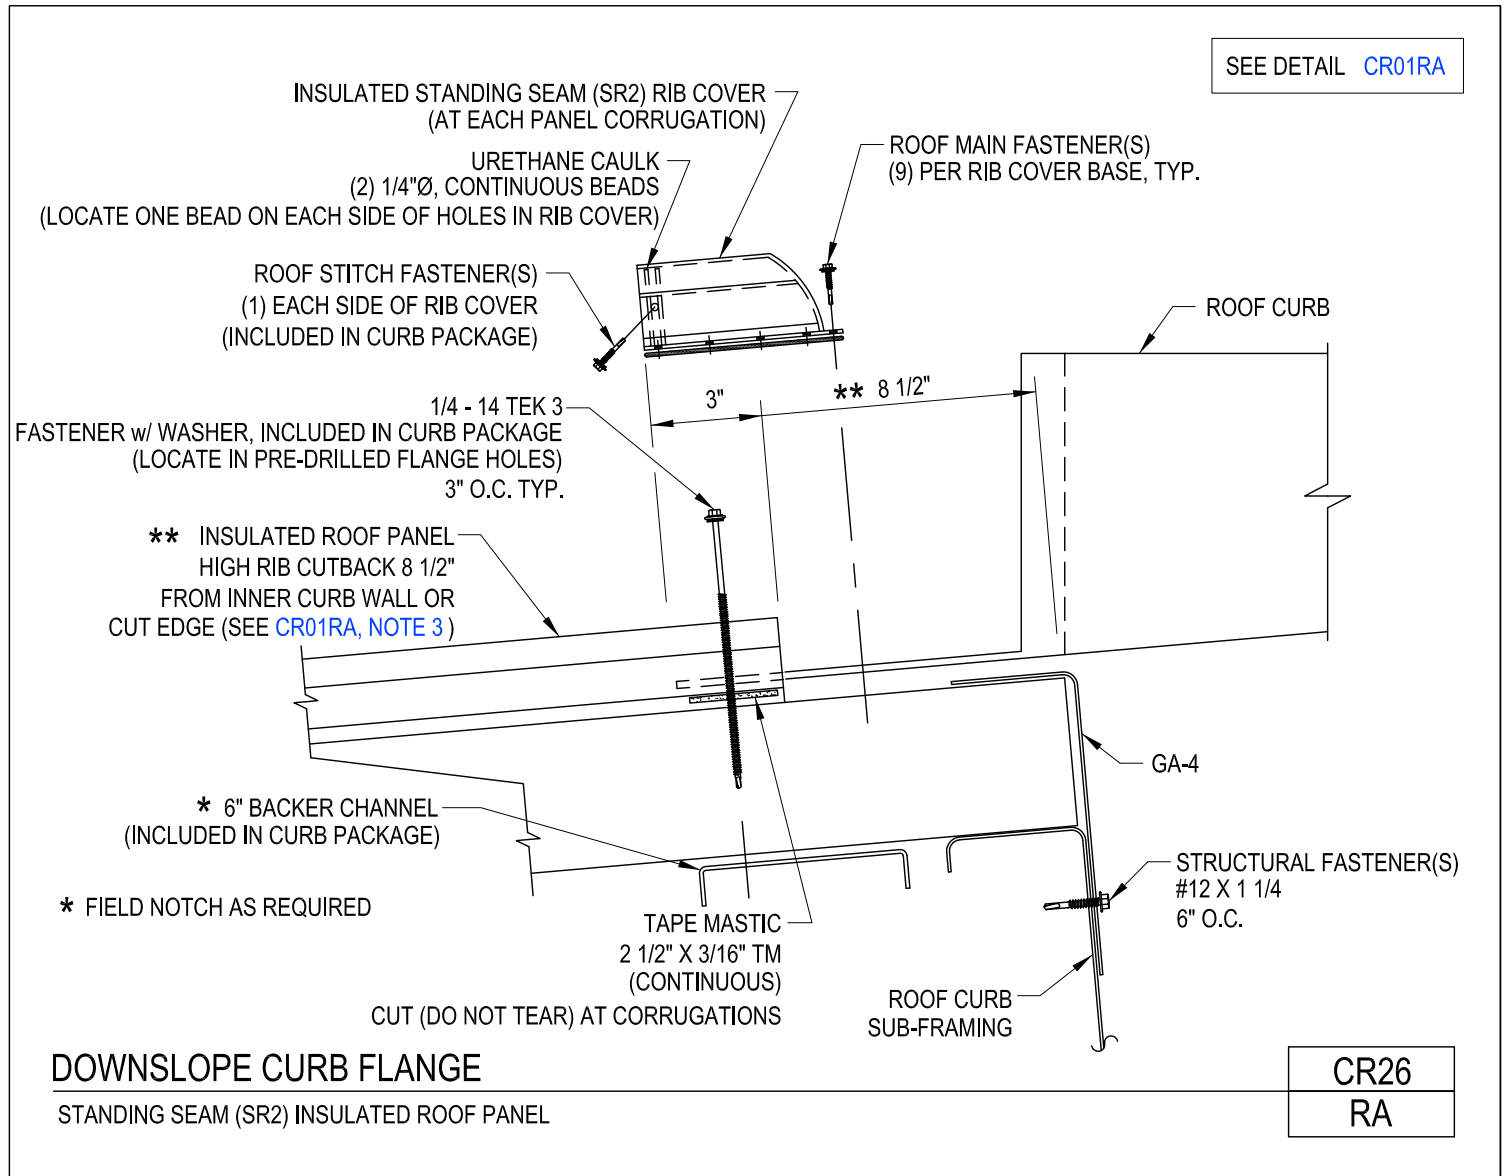 SEE DETAIL CR01RA
INSULATED STANDING SEAM (SR2) RIB COVER
(AT EACH PANEL CORRUGATION)
URETHANE CAULK
(2) 1/4"Ø, CONTINUOUS BEADS
(LOCATE ONE BEAD ON EACH SIDE OF HOLES IN RIB COVER)
ROOF MAIN FASTENER(S)
(9) PER RIB COVER BASE, TYP.
ROOF STITCH FASTENER(S)
(1) EACH SIDE OF RIB COVER
(INCLUDED IN CURB PACKAGE)
ROOF CURB
3"
** 8 1/2"
1/4 - 14 TEK 3
FASTENER w/ WASHER, INCLUDED IN CURB PACKAGE
(LOCATE IN PRE-DRILLED FLANGE HOLES)
3" O.C. TYP.
** INSULATED ROOF PANEL
HIGH RIB CUTBACK 8 1/2"
FROM INNER CURB WALL OR
CUT EDGE (SEE CR01RA, NOTE 3 )
GA-4
* 6" BACKER CHANNEL
(INCLUDED IN CURB PACKAGE)
* FIELD NOTCH AS REQUIRED
STRUCTURAL FASTENER(S)
#12 X 1 1/4
6" O.C.
TAPE MASTIC
2 1/2" X 3/16" TM
(CONTINUOUS)
CUT (DO NOT TEAR) AT CORRUGATIONS
ROOF CURB
SUB-FRAMING
DOWNSLOPE CURB FLANGE
STANDING SEAM (SR2) INSULATED ROOF PANEL
CR26
RA